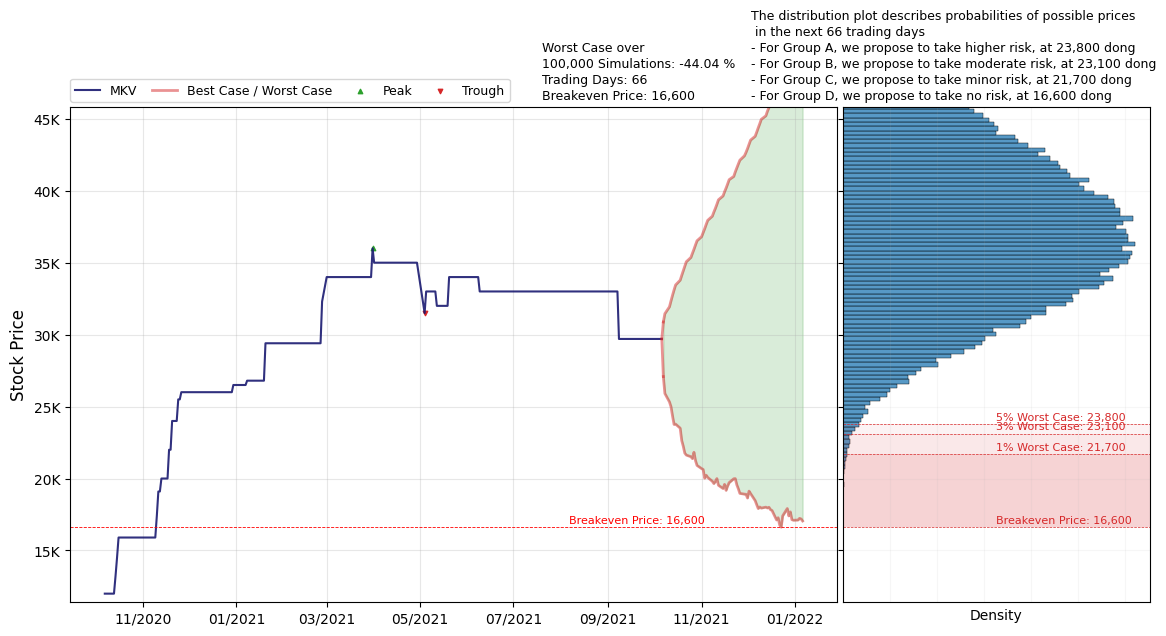 The distribution plot describes probabilities of possible prices
in the next 66 trading days
- For Group A, we propose to take higher risk, at 23,800 dong
- For Group B, we propose to take moderate risk, at 23,100 dong
- For Group C, we propose to take minor risk, at 21,700 dong
- For Group D, we propose to take no risk, at 16,600 dong
Worst Case over
100,000 Simulations: -44.04 %
Trading Days: 66
Breakeven Price: 16,600
MKV
Best Case / Worst Case
Peak
Trough
Stock Price
45K
40K
35K
30K
25K
20K
15K
Breakeven Price: 16,600
11/2020
01/2021
03/2021
05/2021
07/2021
09/2021
11/2021
01/2022
5% Worst Case: 23,800
3% Worst Case: 23,100
1% Worst Case: 21,700
Breakeven Price: 16,600
Density